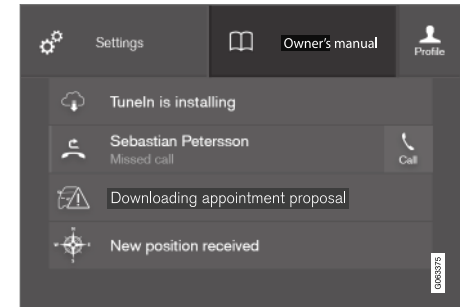 Settings
Owner's manual
Profile
TuneIn is installing
Sebastian Petersson
Missed call
Call
Downloading appointment proposal
New position received
G063375